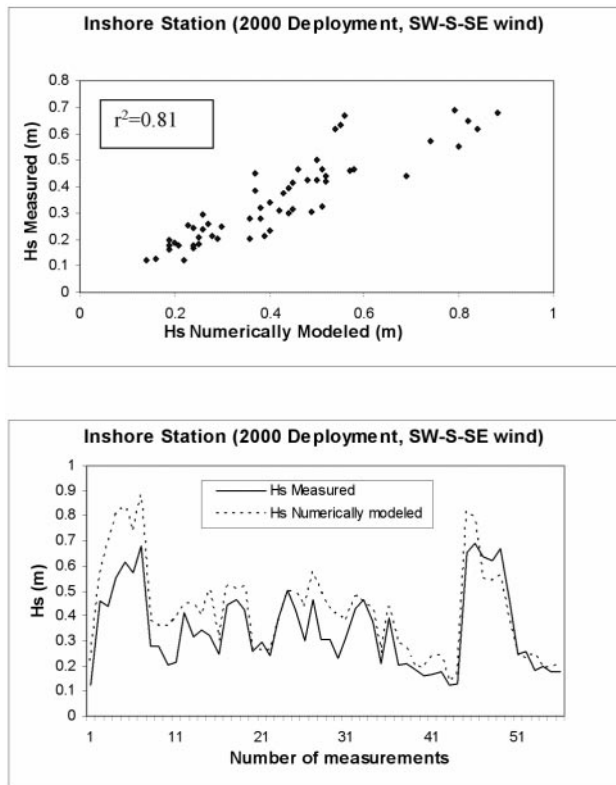 Inshore Station (2000 Deployment, SW-S-SE wind)
0.8
0.7
0.6
0.5
0.4
0.3
0.2
0.1
0
r²=0.81
Hs Measured (m)
0 0.2 0.4 0.6 0.8 1
Hs Numerically Modeled (m)
Inshore Station (2000 Deployment, SW-S-SE wind)
1
0.9
0.8
0.7
0.6
0.5
0.4
0.3
0.2
0.1
0
Hs Measured
Hs Numerically modeled
Hs (m)
1 11 21 31 41 51
Number of measurements